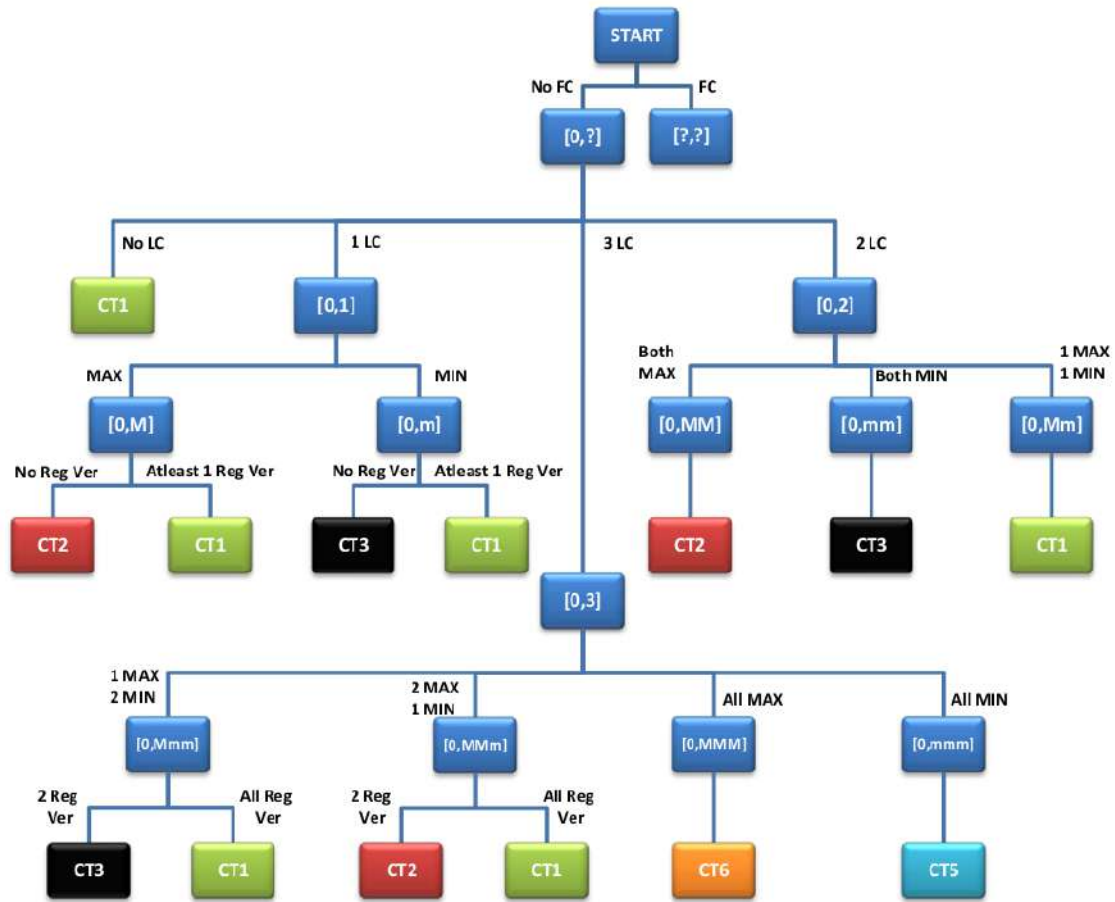 START
No FC
FC
[0,?]
[?,?]
No LC
1 LC
3 LC
2 LC
CT1
[0,1]
[0,2]
MAX
MIN
Both
MAX
Both MIN
1 MAX
1 MIN
[0,M]
[0,m]
[0,MM]
[0,mm]
[0,Mm]
No Reg Ver
Atleast 1 Reg Ver
No Reg Ver
Atleast 1 Reg Ver
CT2
CT1
CT3
CT1
CT2
CT3
CT1
[0,3]
1 MAX
2 MIN
2 MAX
1 MIN
All MAX
All MIN
[0,Mmm]
[0,MMm]
[0,MMM]
[0,mmm]
2 Reg
Ver
All Reg
Ver
2 Reg
Ver
All Reg
Ver
CT3
CT1
CT2
CT1
CT6
CT5